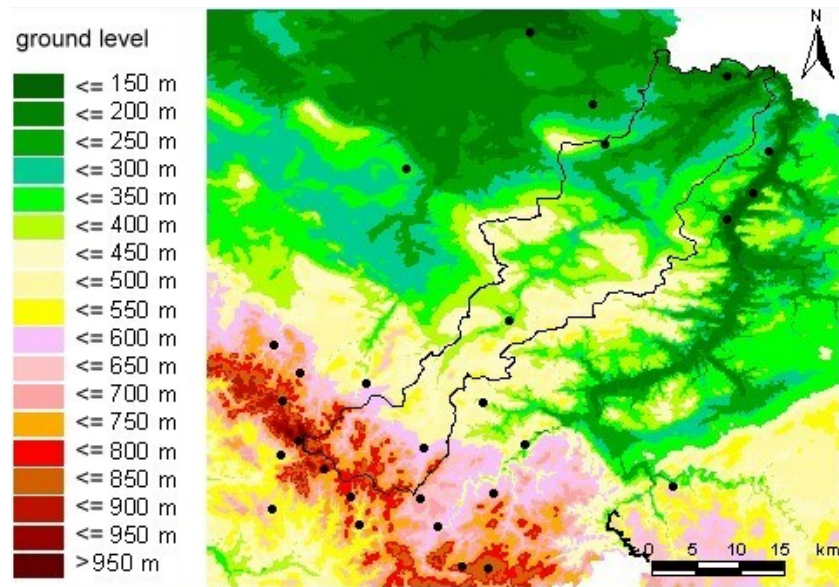 ground level
<= 150 m
<= 200 m
<= 250 m
<= 300 m
<= 350 m
<= 400 m
<= 450 m
<= 500 m
<= 550 m
<= 600 m
<= 650 m
<= 700 m
<= 750 m
<= 800 m
<= 850 m
<= 900 m
<= 950 m
>950 m
N
0 5 10 15 km